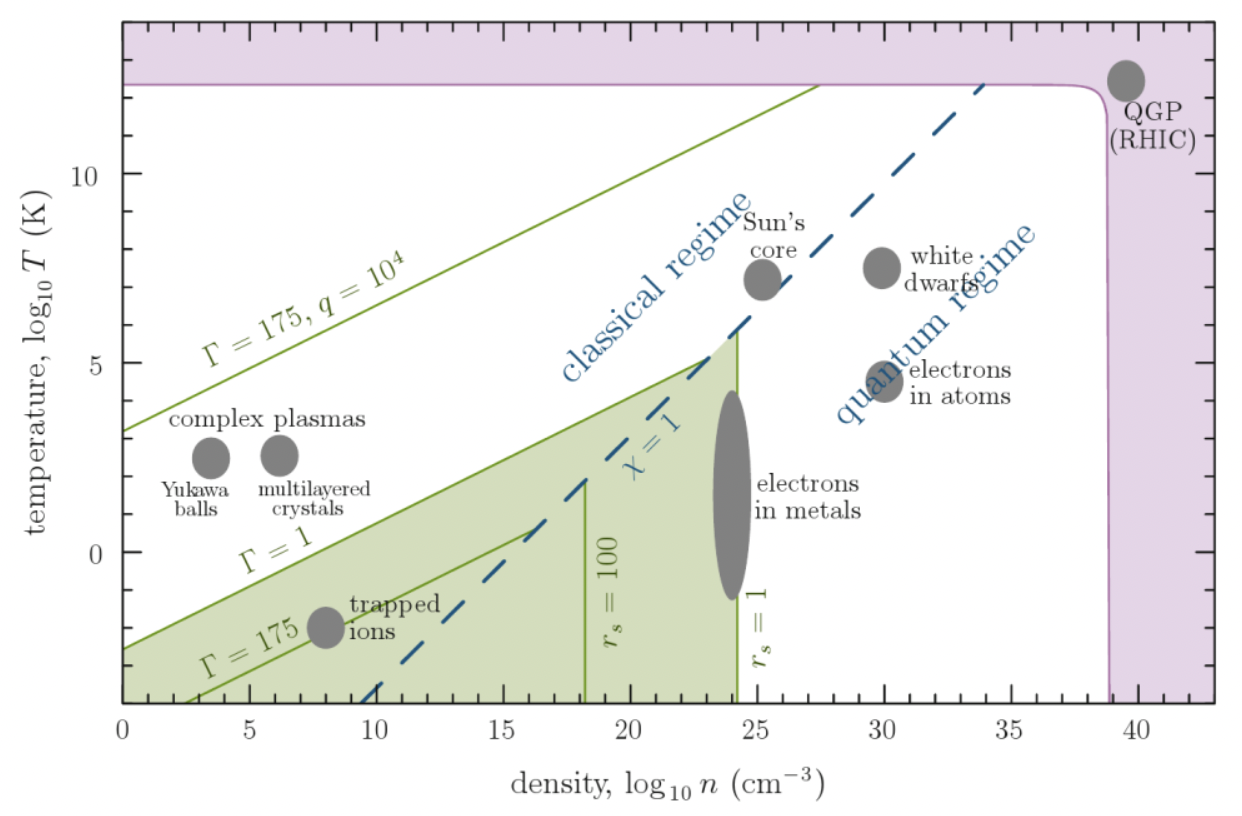 QGP
(RHIC)
10
Sun's
core
classical regime
white
dwarfs
quantum regime
Γ = 175, q = 10⁴
5
electrons
in atoms
complex plasmas
χ = 1
Yukawa
balls
multilayered
crystals
electrons
in metals
Γ = 1
0
r_s = 100
trapped
ions
r_s = 1
Γ = 175
temperature, log₁₀ T (K)
0 5 10 15 20 25 30 35 40
density, log₁₀ n (cm⁻³)